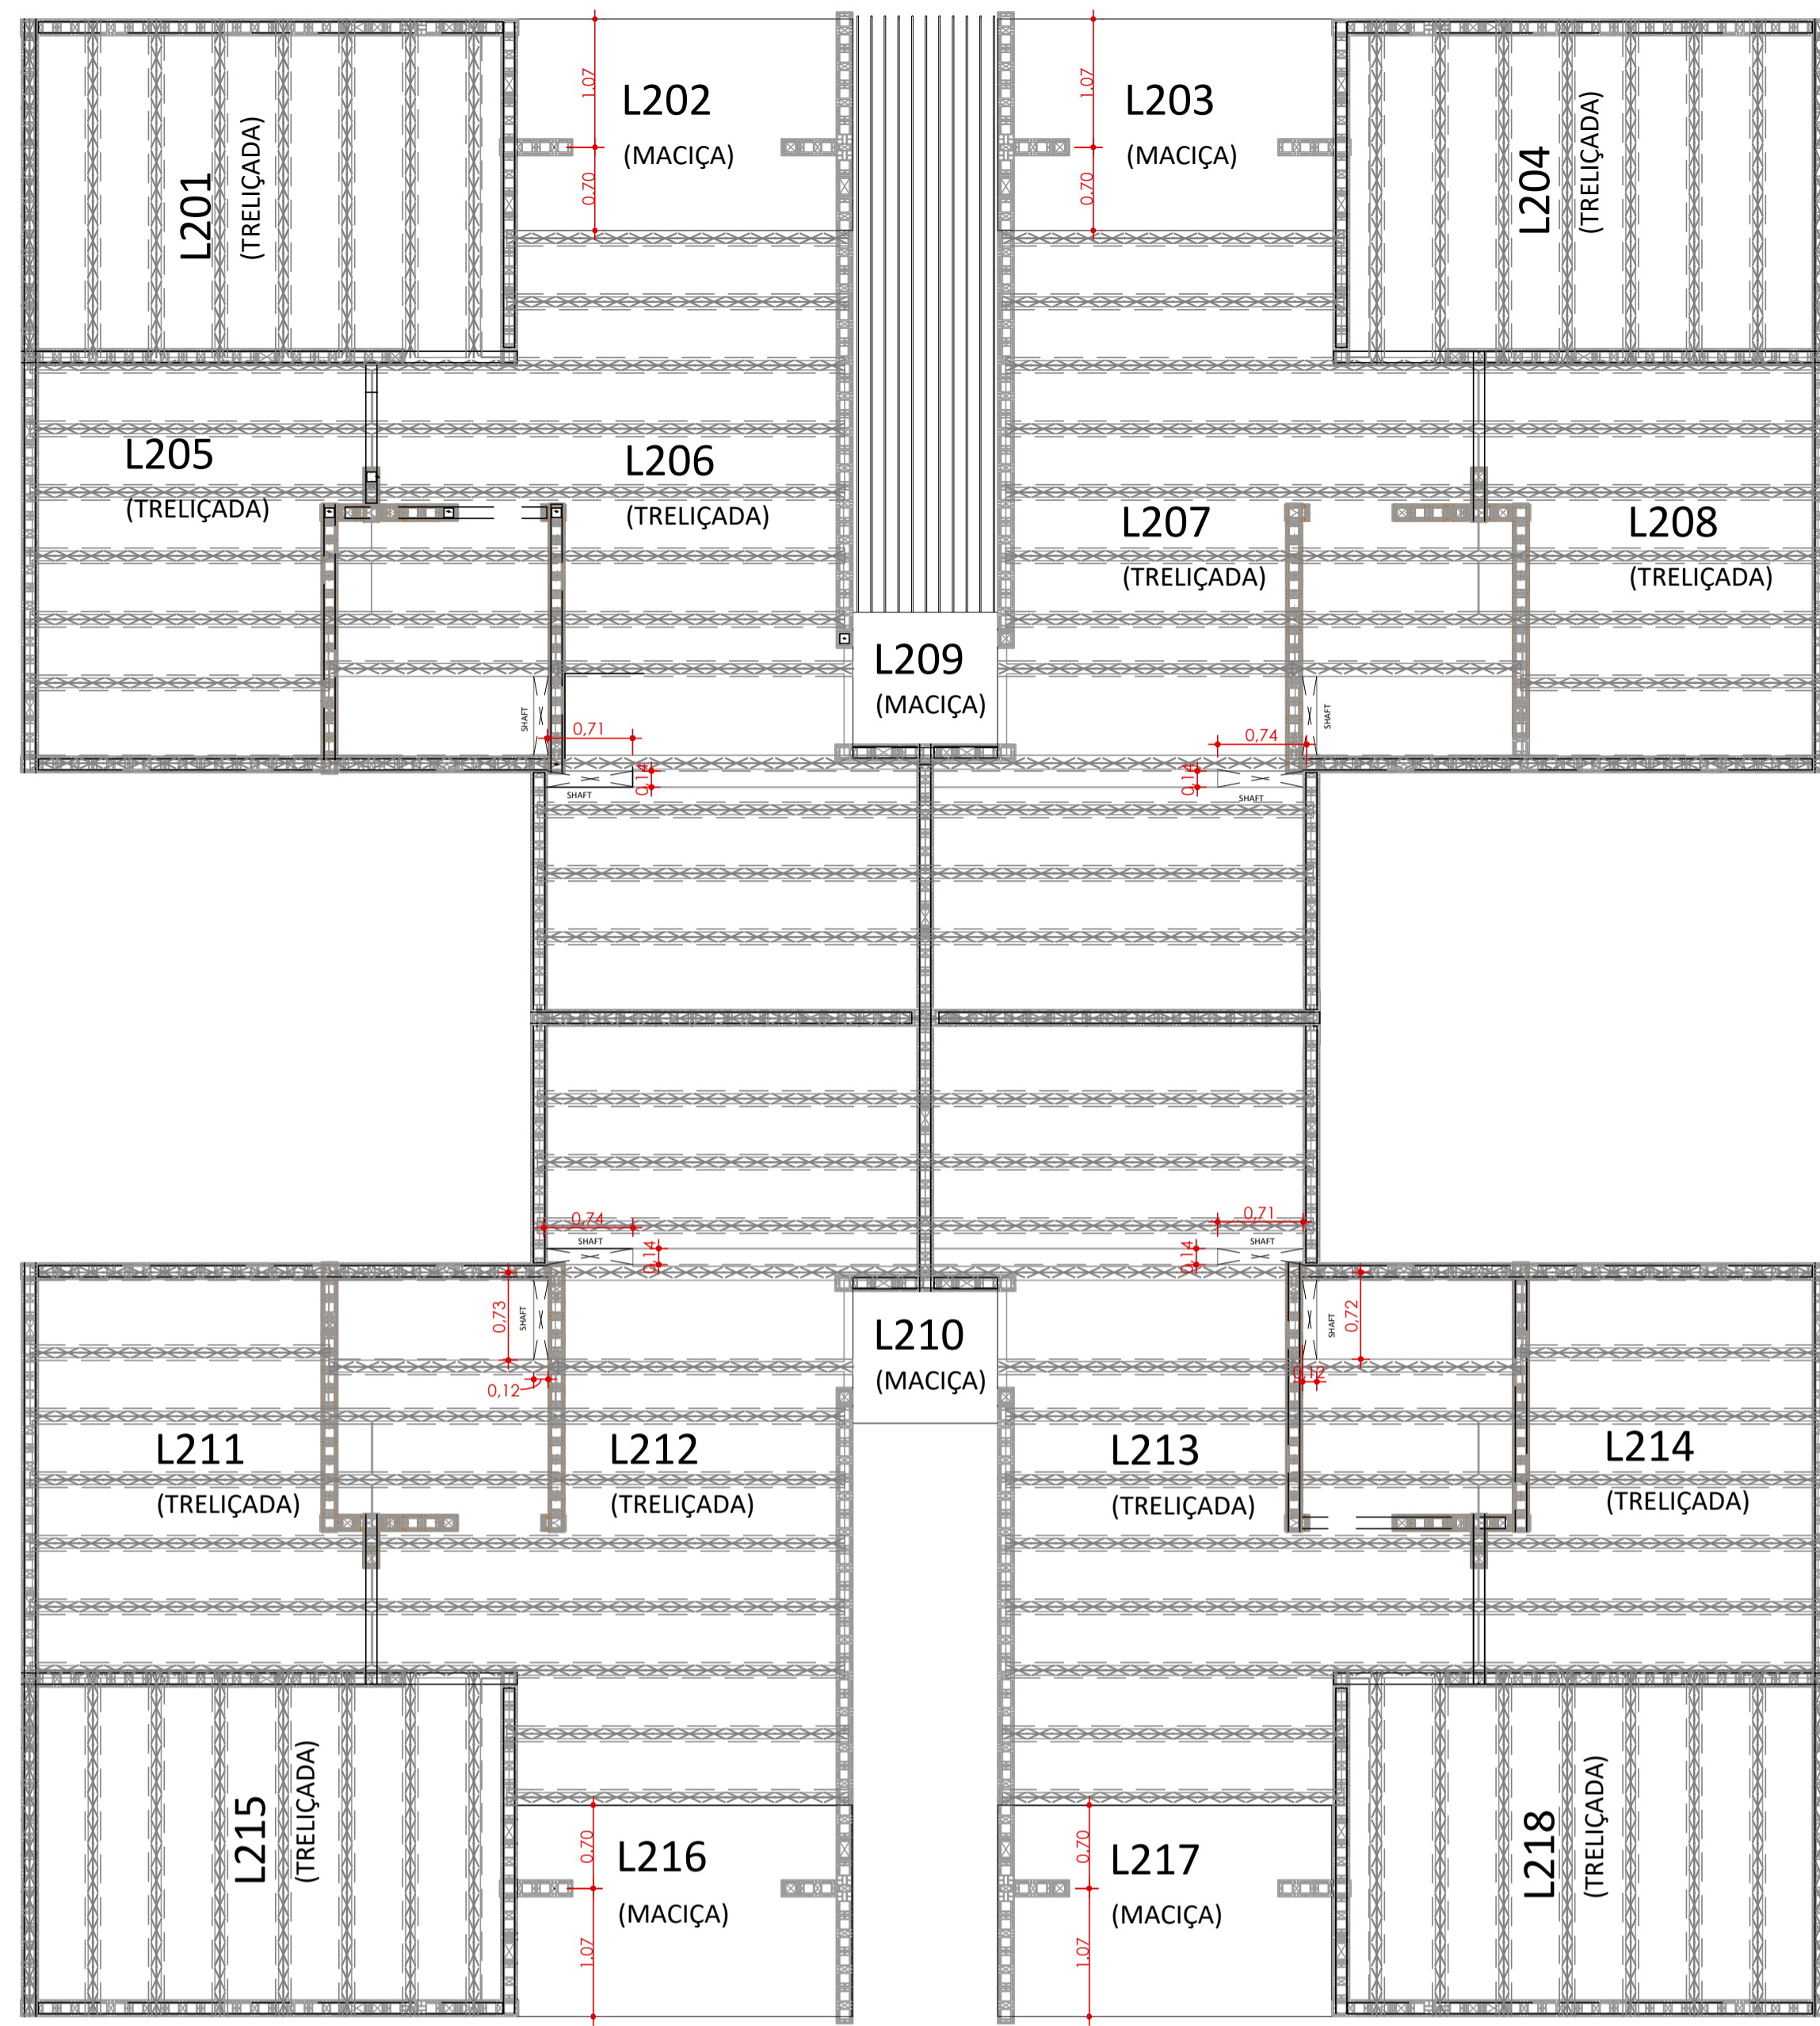 1,07
L202
(MACIÇA)
0,70
1,07
L203
(MACIÇA)
0,70
L201
(TRELIÇADA)
L204
(TRELIÇADA)
L205
(TRELIÇADA)
L206
(TRELIÇADA)
L207
(TRELIÇADA)
L208
(TRELIÇADA)
L209
(MACIÇA)
SHAFT
0,71
0,14
SHAFT
0,74
SHAFT
0,14
SHAFT
0,74
SHAFT
0,14
0,71
SHAFT
0,14
0,73
SHAFT
0,12
L210
(MACIÇA)
SHAFT
0,72
0,12
L211
(TRELIÇADA)
L212
(TRELIÇADA)
L213
(TRELIÇADA)
L214
(TRELIÇADA)
L215
(TRELIÇADA)
0,70
L216
(MACIÇA)
1,07
0,70
L217
(MACIÇA)
1,07
L218
(TRELIÇADA)